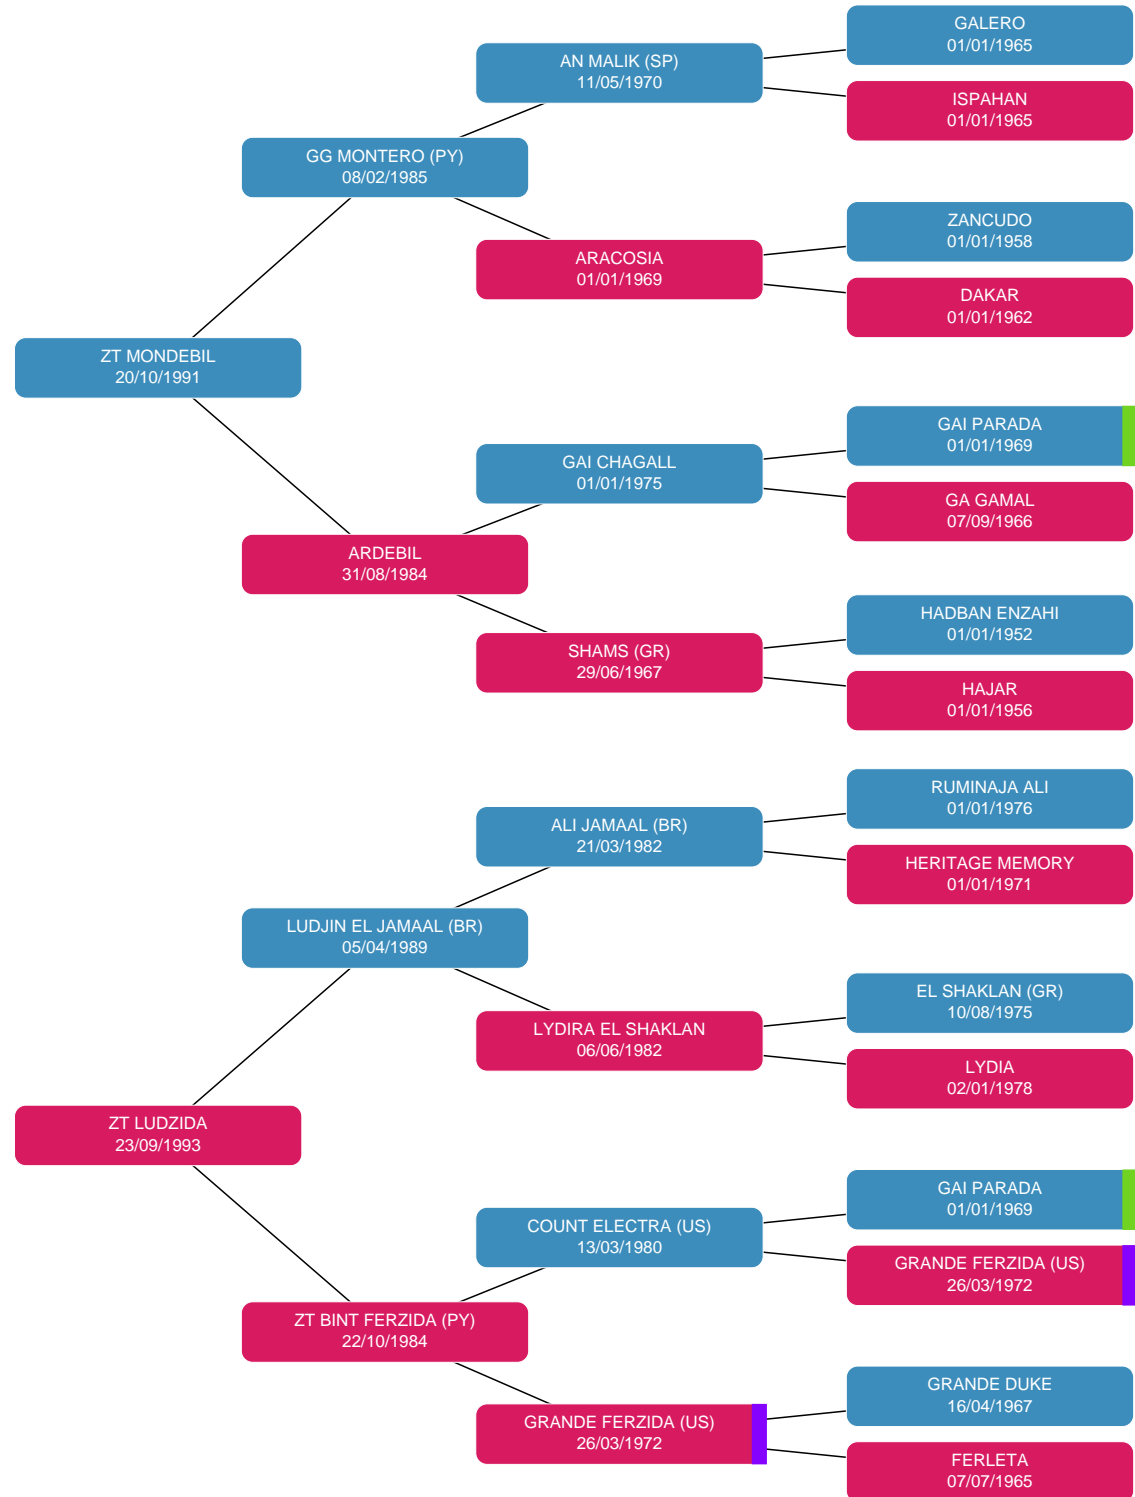 GALERO
01/01/1965
AN MALIK (SP)
11/05/1970
ISPAHAN
01/01/1965
GG MONTERO (PY)
08/02/1985
ZANCUDO
01/01/1958
ARACOSIA
01/01/1969
DAKAR
01/01/1962
ZT MONDEBIL
20/10/1991
GAI PARADA
01/01/1969
GAI CHAGALL
01/01/1975
GA GAMAL
07/09/1966
ARDEBIL
31/08/1984
HADBAN ENZAHI
01/01/1952
SHAMS (GR)
29/06/1967
HAJAR
01/01/1956
RUMINAJA ALI
01/01/1976
ALI JAMAAL (BR)
21/03/1982
HERITAGE MEMORY
01/01/1971
LUDJIN EL JAMAAL (BR)
05/04/1989
EL SHAKLAN (GR)
10/08/1975
LYDIRA EL SHAKLAN
06/06/1982
LYDIA
02/01/1978
ZT LUDZIDA
23/09/1993
GAI PARADA
01/01/1969
COUNT ELECTRA (US)
13/03/1980
GRANDE FERZIDA (US)
26/03/1972
ZT BINT FERZIDA (PY)
22/10/1984
GRANDE DUKE
16/04/1967
GRANDE FERZIDA (US)
26/03/1972
FERLETA
07/07/1965